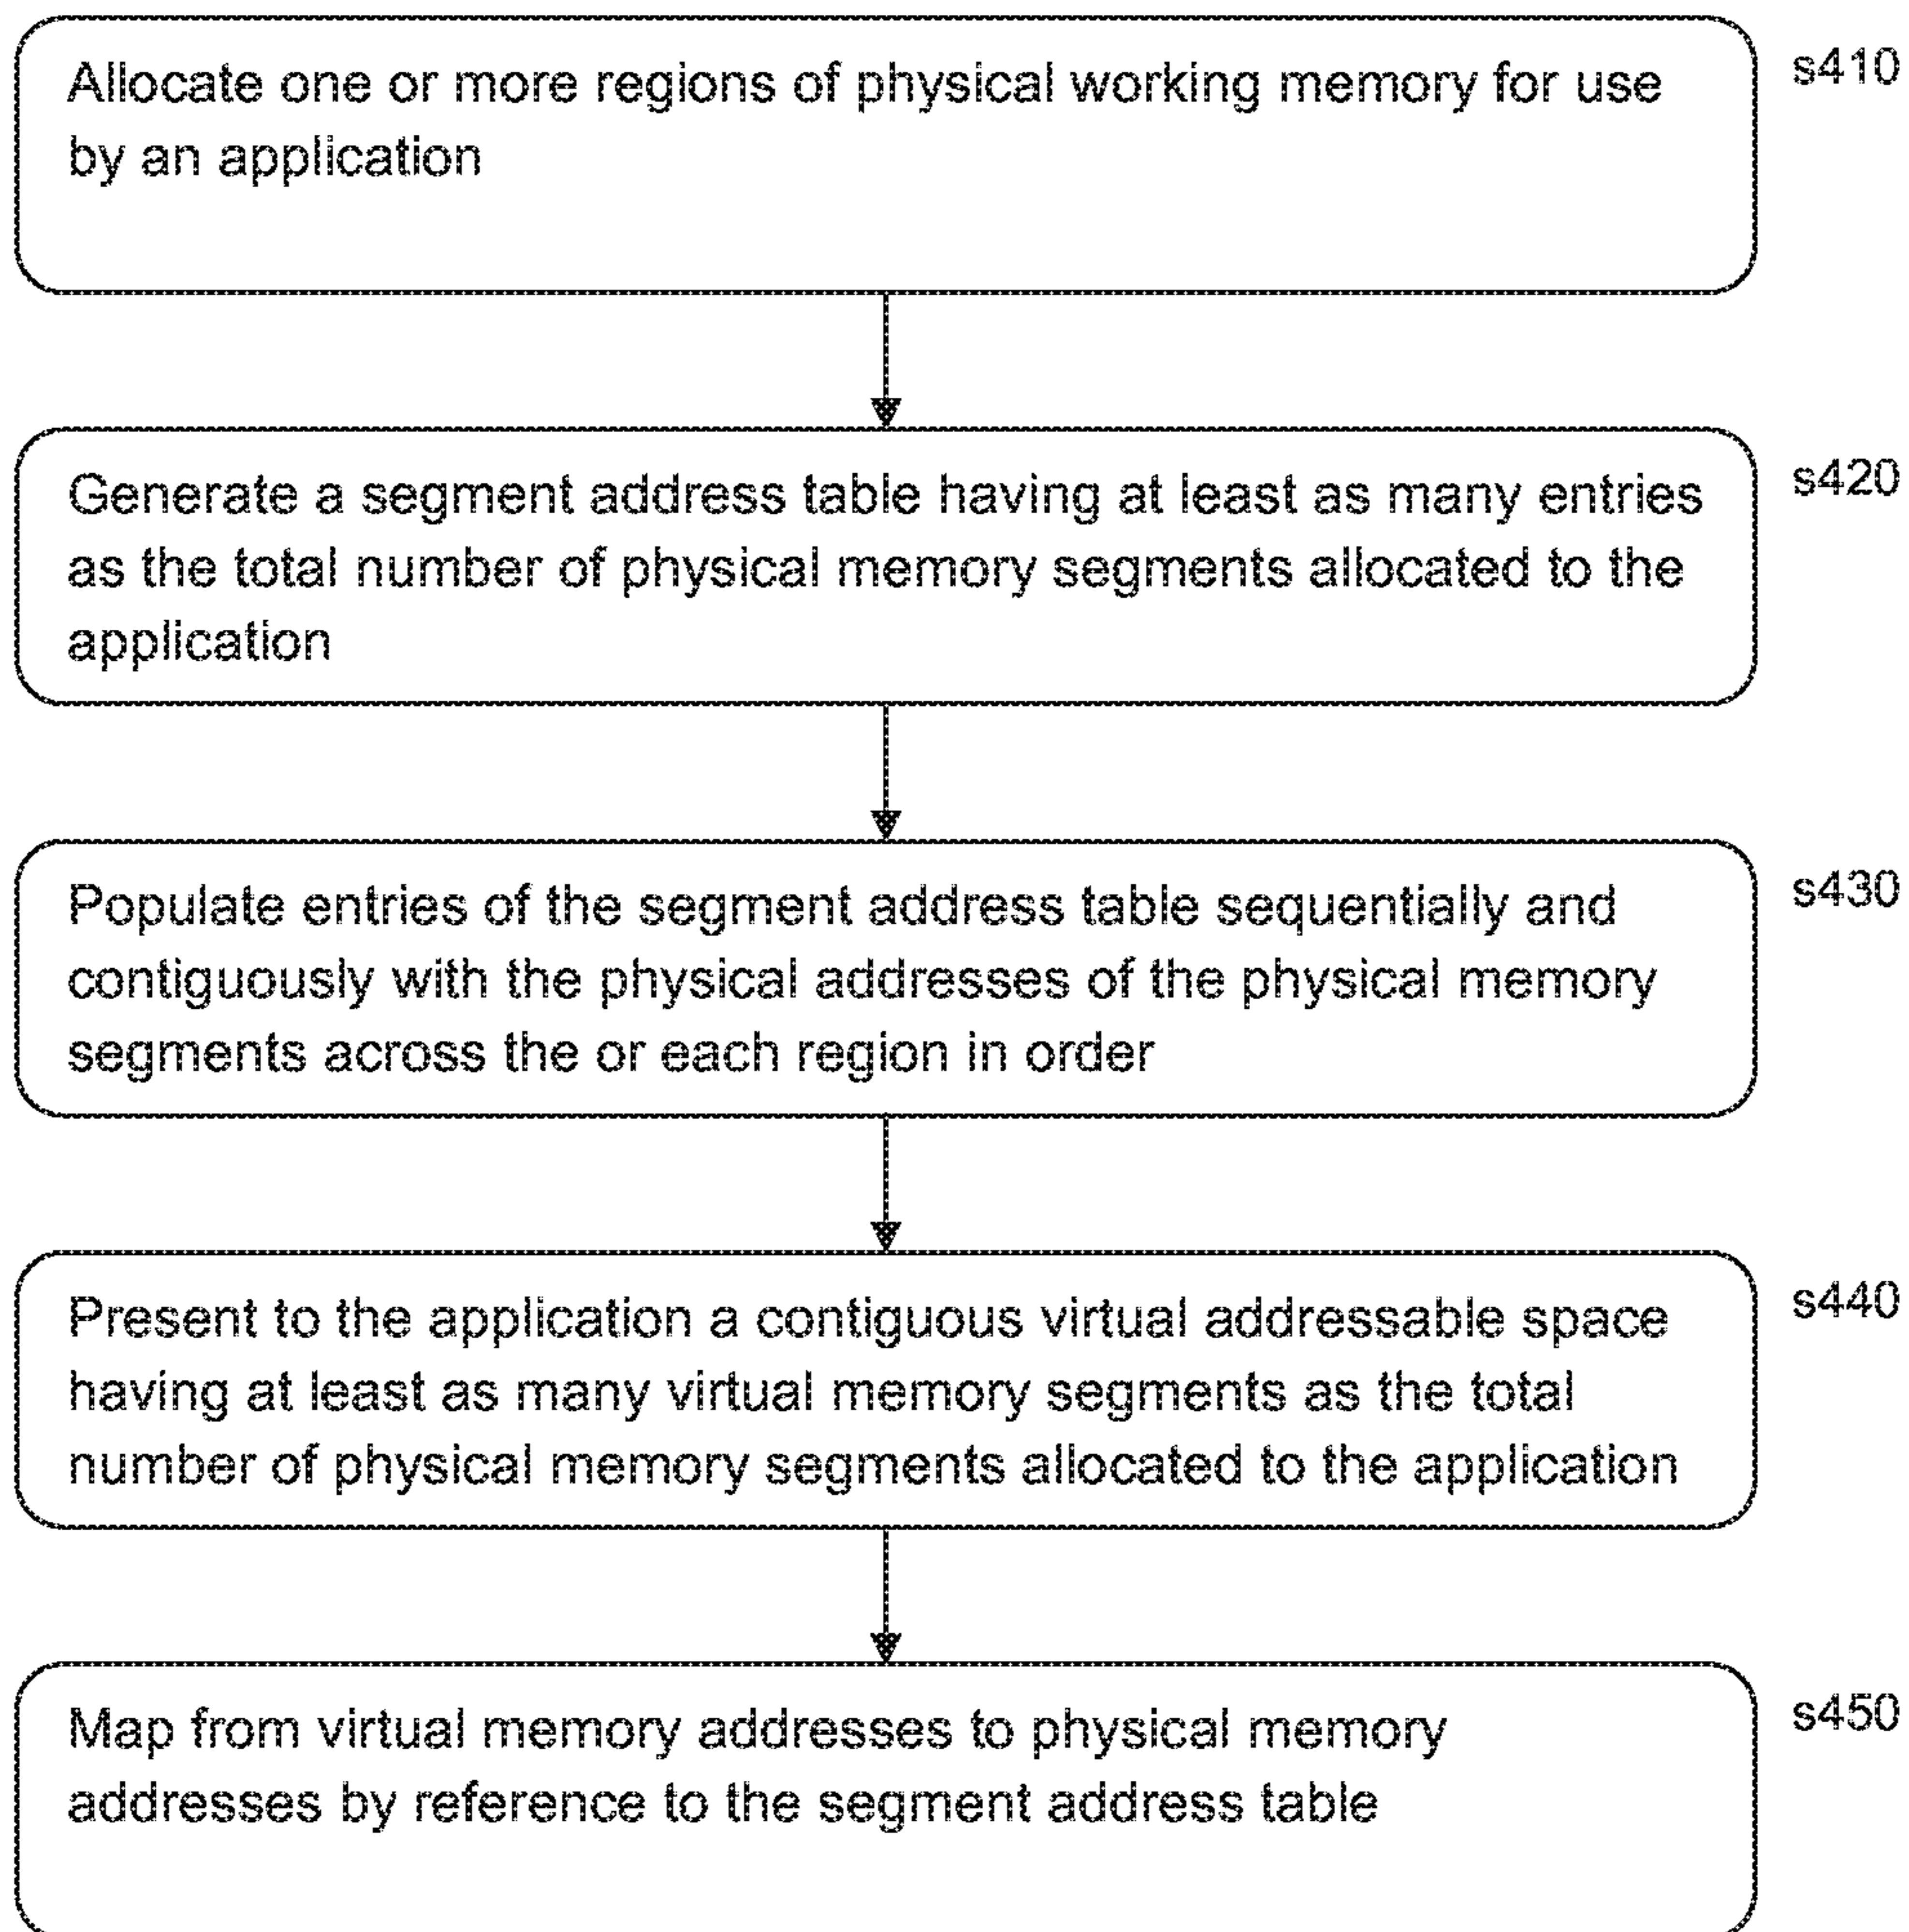 Allocate one or more regions of physical working memory for use
by an application
s410
Generate a segment address table having at least as many entries
as the total number of physical memory segments allocated to the
application
s420
Populate entries of the segment address table sequentially and
contiguously with the physical addresses of the physical memory
segments across the or each region in order
s430
Present to the application a contiguous virtual addressable space
having at least as many virtual memory segments as the total
number of physical memory segments allocated to the application
s440
Map from virtual memory addresses to physical memory
addresses by reference to the segment address table
s450